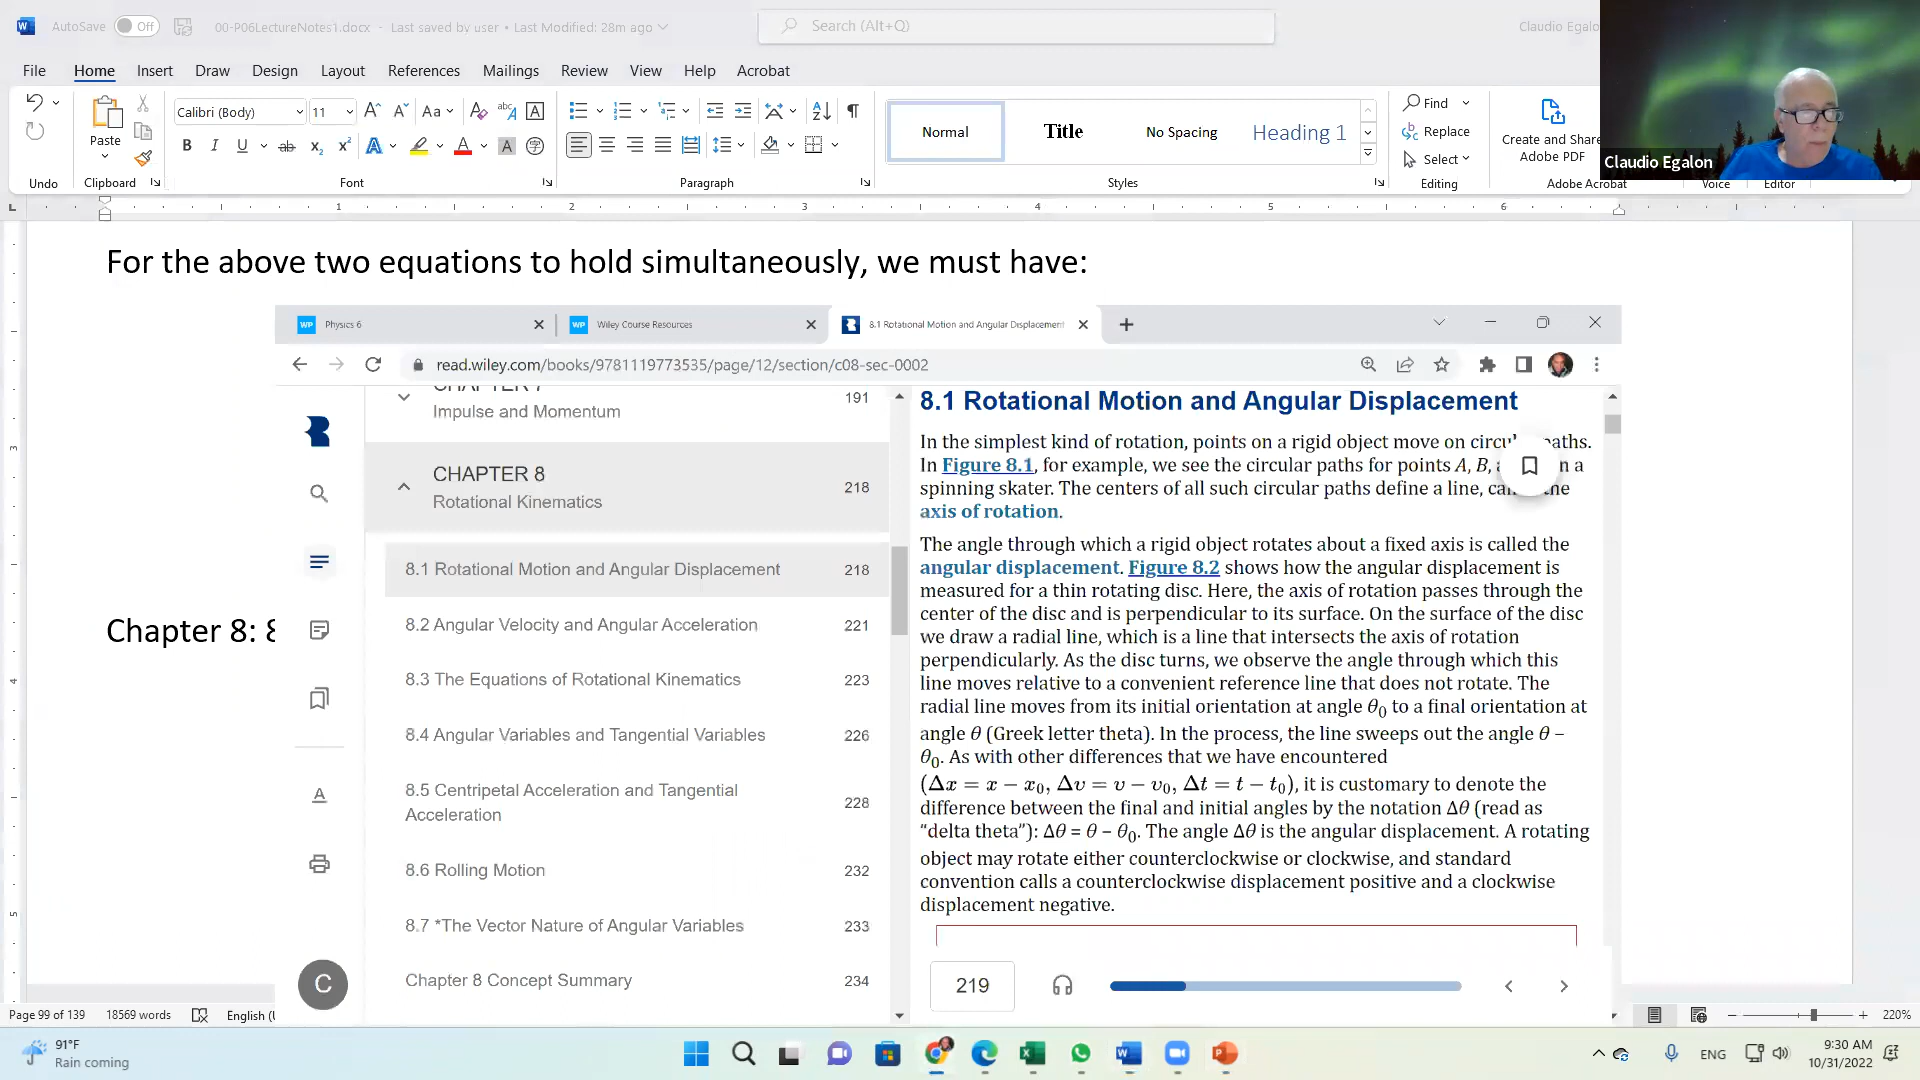 AutoSave Off 00-P06LectureNotes1.docx • Last saved by user • Last Modified: 28m ago Search (Alt+Q) Claudio Egalo
File Home Insert Draw Design Layout References Mailings Review View Help Acrobat
Calibri (Body) 11 Aa Normal Title No Spacing Heading 1 Find
Paste Replace Create and Share
Select Adobe PDF
Claudio Egalon
Undo Clipboard Font Paragraph Styles Editing Adobe Acrobat Voice Editor
1 2 3 4 5 6
For the above two equations to hold simultaneously, we must have:
Physics 6 Wiley Course Resources 8.1 Rotational Motion and Angular Displacement
read.wiley.com/books/9781119773535/page/12/section/c08-sec-0002
CHAPTER 7
Impulse and Momentum 191
CHAPTER 8
Rotational Kinematics 218
8.1 Rotational Motion and Angular Displacement 218
8.2 Angular Velocity and Angular Acceleration 221
8.3 The Equations of Rotational Kinematics 223
8.4 Angular Variables and Tangential Variables 226
8.5 Centripetal Acceleration and Tangential
Acceleration 228
8.6 Rolling Motion 232
8.7 *The Vector Nature of Angular Variables 233
Chapter 8 Concept Summary 234
C
8.1 Rotational Motion and Angular Displacement
In the simplest kind of rotation, points on a rigid object move on circul paths.
In Figure 8.1, for example, we see the circular paths for points A, B, a n a
spinning skater. The centers of all such circular paths define a line, ca the
axis of rotation.
The angle through which a rigid object rotates about a fixed axis is called the
angular displacement. Figure 8.2 shows how the angular displacement is
measured for a thin rotating disc. Here, the axis of rotation passes through the
center of the disc and is perpendicular to its surface. On the surface of the disc
we draw a radial line, which is a line that intersects the axis of rotation
perpendicularly. As the disc turns, we observe the angle through which this
line moves relative to a convenient reference line that does not rotate. The
radial line moves from its initial orientation at angle θ₀ to a final orientation at
angle θ (Greek letter theta). In the process, the line sweeps out the angle θ –
θ₀. As with other differences that we have encountered
(Δx = x − x₀, Δv = v − v₀, Δt = t − t₀), it is customary to denote the
difference between the final and initial angles by the notation Δθ (read as
“delta theta”): Δθ = θ – θ₀. The angle Δθ is the angular displacement. A rotating
object may rotate either counterclockwise or clockwise, and standard
convention calls a counterclockwise displacement positive and a clockwise
displacement negative.
219
Chapter 8: 8
Page 99 of 139 18569 words English (U 220%
91°F
Rain coming
ENG
9:30 AM
10/31/2022